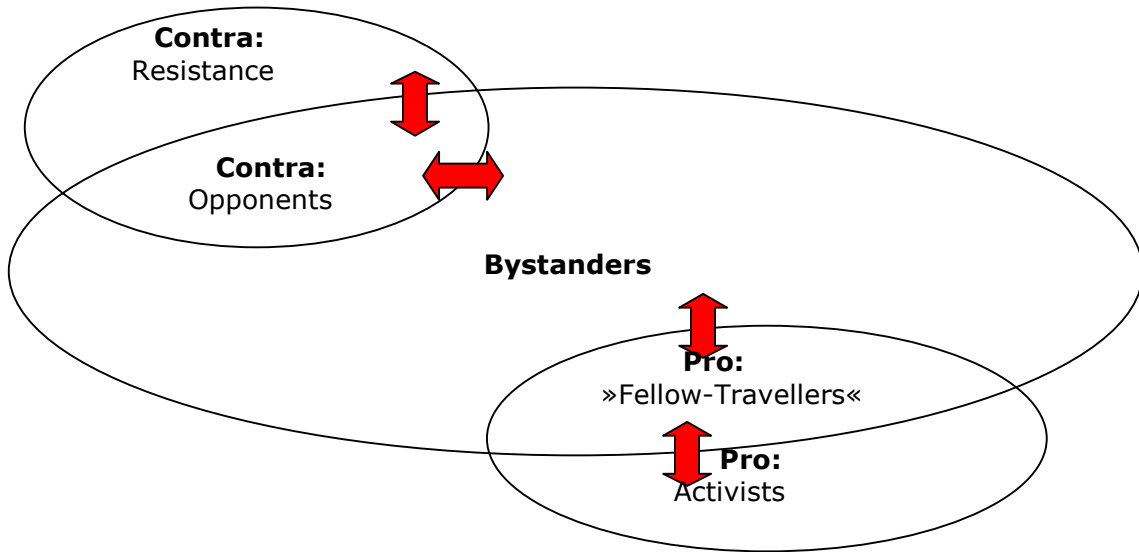 Contra:
Resistance
Contra:
Opponents
Bystanders
Pro:
»Fellow-Travellers«
Pro:
Activists